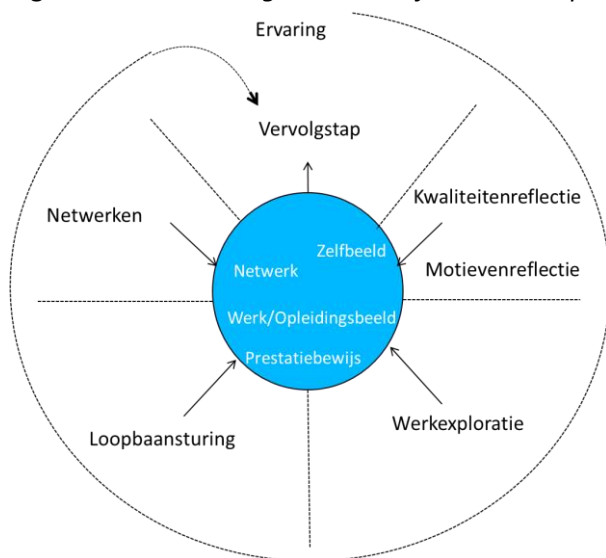 Ervaring
Vervolgstap
Netwerken
Kwaliteitenreflectie
Zelfbeeld
Netwerk
Motievenreflectie
Werk/Opleidingsbeeld
Prestatiebewijs
Loopbaansturing
Werkexploratie